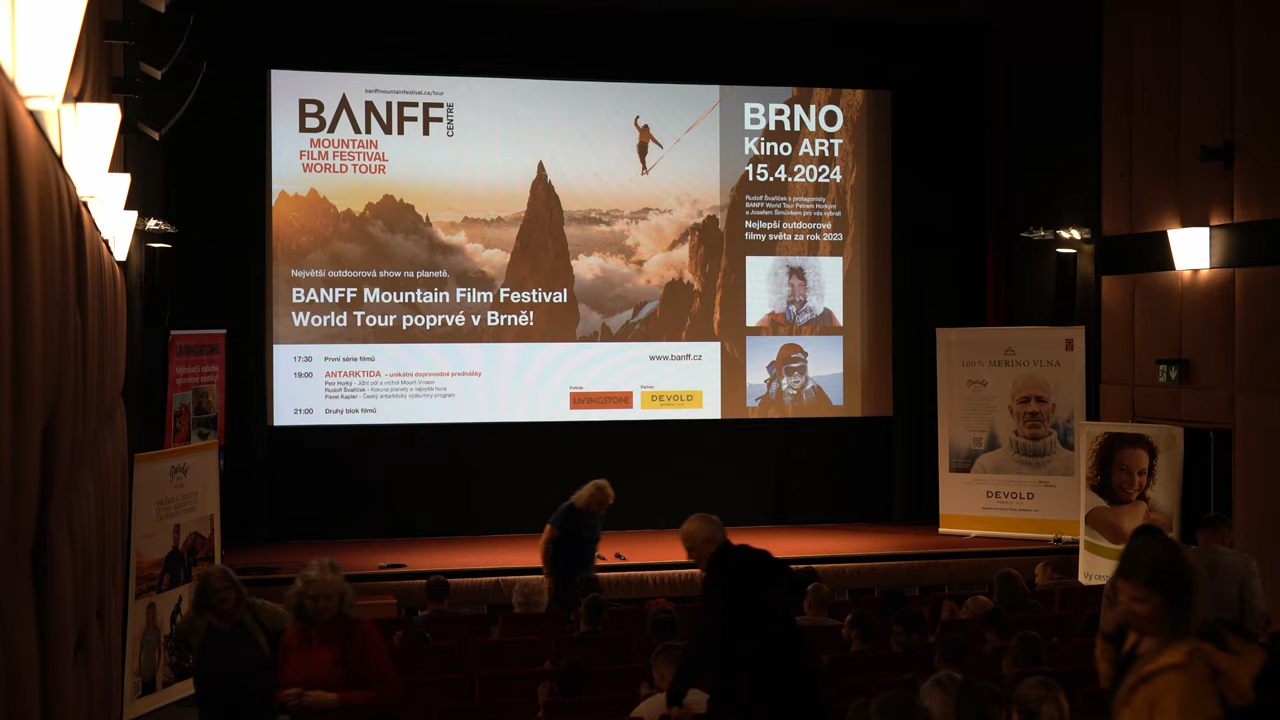 banffmountainfestival.ca/tour
BANFF
CENTRE
MOUNTAIN
FILM FESTIVAL
WORLD TOUR
Největší outdoorová show na planetě.
BANFF Mountain Film Festival
World Tour poprvé v Brně!
17:30 První série filmů
19:00 ANTARKTIDA – unikátní doprovodné přednášky
Petr Horký - Jižní pól a vrchol Mount Vinson
Rudolf Švaříček - Koruna planety a nejvyšší hora
Pavel Kapler - Český antarktický výzkumný program
21:00 Druhý blok filmů
www.banff.cz
LIVINGSTONE
DEVOLD
BRNO
Kino ART
15.4.2024
Rudolf Švaříček s protagonisty
BANFF World Tour Petrem Horkým
a Josefem Šimůnkem pro vás vybrali
Nejlepší outdoorové
filmy světa za rok 2023
LIVINGSTONE
100% MERINO VLNA
DEVOLD
Vy cest